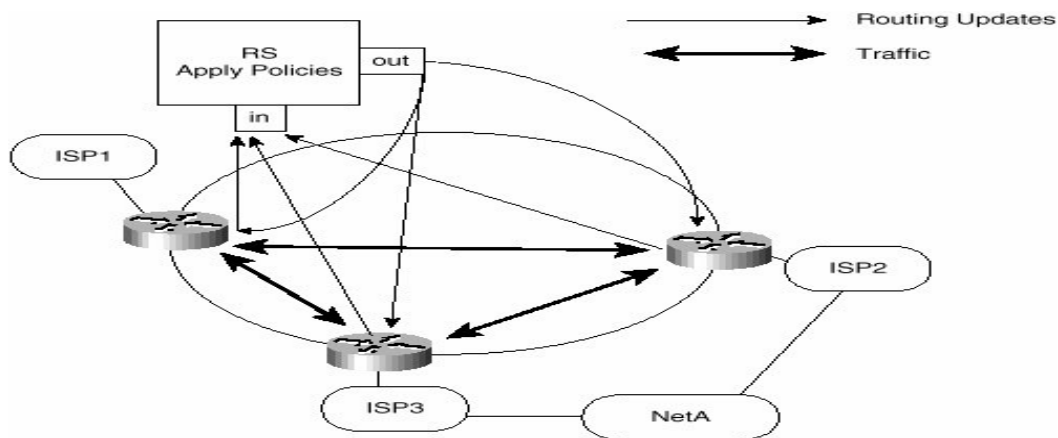 RS
Apply Policies
out
in
Routing Updates
Traffic
ISP1
ISP2
ISP3
NetA